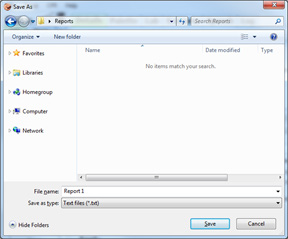 Save As
Reports
Search Reports
Organize
New folder
Name
Date modified
Type
Favorites
No items match your search.
Libraries
Homegroup
Computer
Network
File name: Report 1
Save as type: Text files (*.txt)
Hide Folders
Save
Cancel